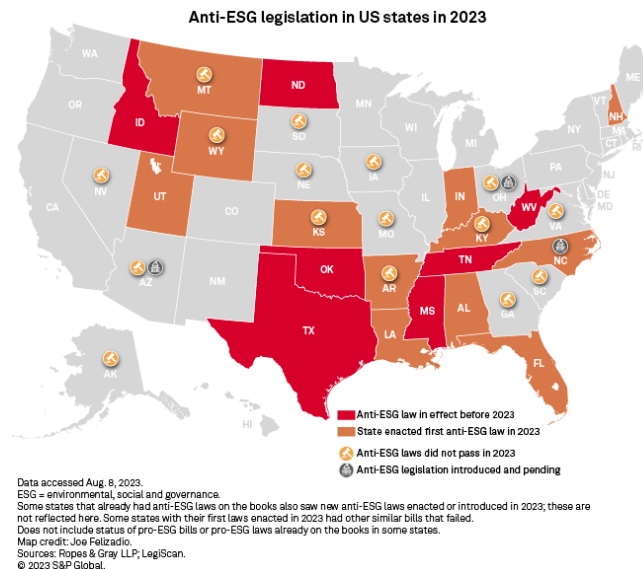 Anti-ESG legislation in US states in 2023
WA
MT
ND
MN
ME
OR
ID
SD
WY
VT
NH
NY
MA
CT
RI
MI
NV
NE
IA
PA
NJ
UT
CO
IL
IN
OH
DE
MD
CA
KS
MO
KY
WV
VA
AZ
NM
OK
AR
TN
NC
SC
TX
MS
AL
GA
LA
FL
AK
HI
Anti-ESG law in effect before 2023
State enacted first anti-ESG law in 2023
Anti-ESG laws did not pass in 2023
Anti-ESG legislation introduced and pending
Data accessed Aug. 8, 2023.
ESG = environmental, social and governance.
Some states that already had anti-ESG laws on the books also saw new anti-ESG laws enacted or introduced in 2023; these are
not reflected here. Some states with their first laws enacted in 2023 had other similar bills that failed.
Does not include status of pro-ESG bills or pro-ESG laws already on the books in some states.
Map credit: Joe Felizadio.
Sources: Ropes & Gray LLP; LegiScan.
© 2023 S&P Global.